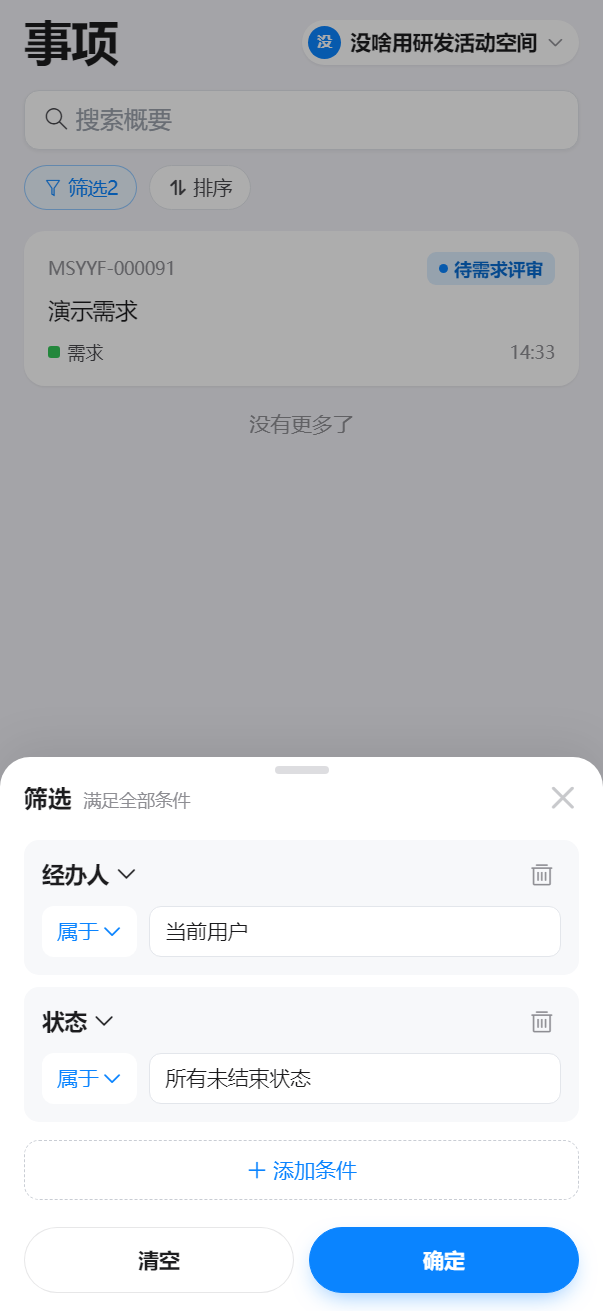 事项
没 没啥用研发活动空间
搜索概要
筛选2 排序
MSYYF-000091 待需求评审
演示需求
需求 14:33
没有更多了
筛选 满足全部条件
经办人
属于 当前用户
状态
属于 所有未结束状态
添加条件
清空 确定